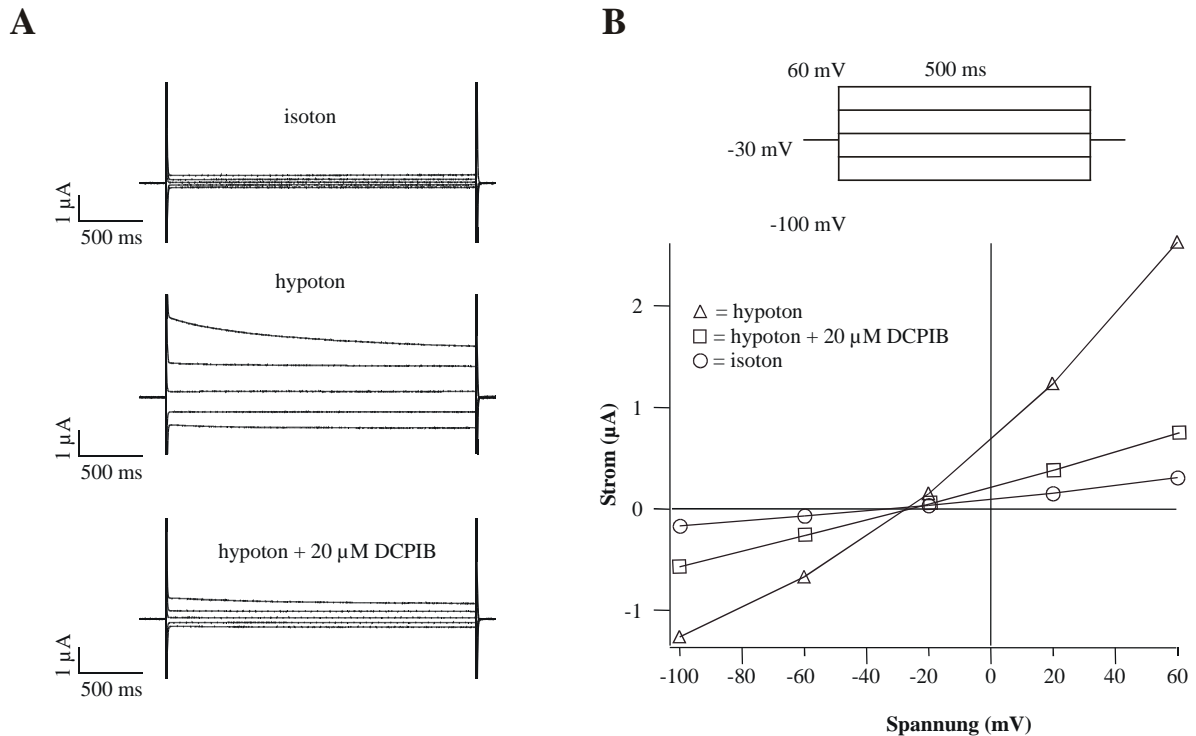 A
isoton
1 µA
500 ms
hypoton
1 µA
500 ms
hypoton + 20 µM DCPIB
1 µA
500 ms
B
60 mV
500 ms
-30 mV
-100 mV
△ = hypoton
□ = hypoton + 20 µM DCPIB
○ = isoton
Strom (µA)
2
1
0
-1
-100 -80 -60 -40 -20 0 20 40 60
Spannung (mV)